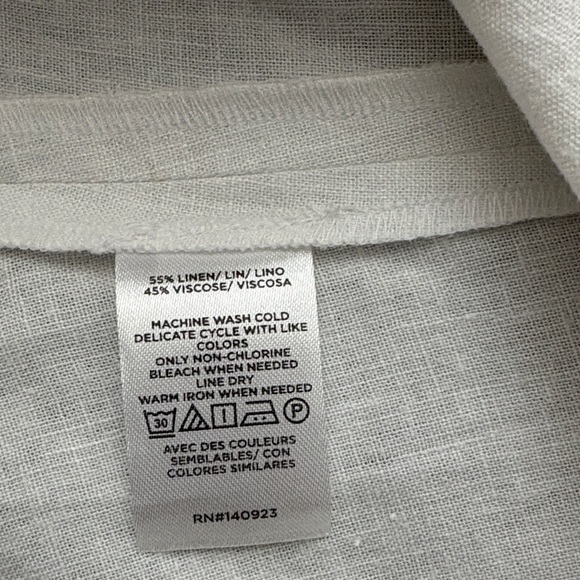 55% LINEN/ LIN/ LINO
45% VISCOSE/ VISCOSA
MACHINE WASH COLD
DELICATE CYCLE WITH LIKE
COLORS
ONLY NON-CHLORINE
BLEACH WHEN NEEDED
LINE DRY
WARM IRON WHEN NEEDED
30 P
AVEC DES COULEURS
SEMBLABLES/ CON
COLORES SIMILARES
RN#140923